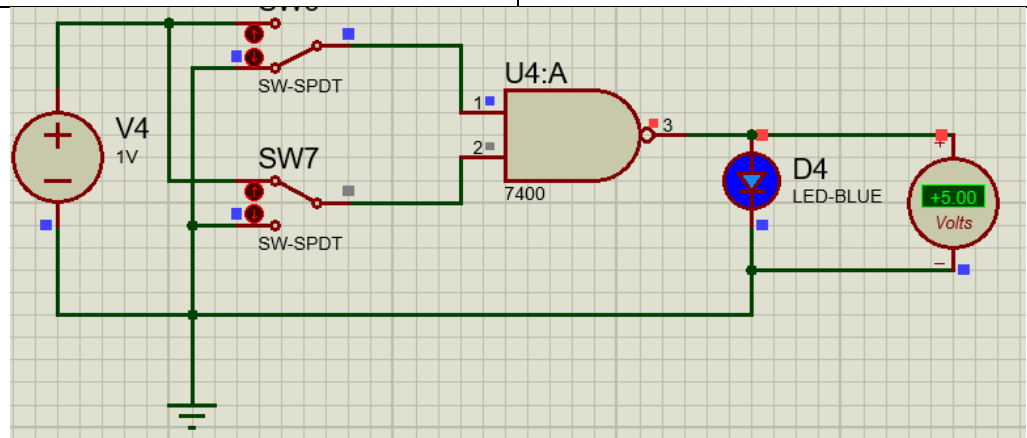 SW-SPDT
U4:A
1
V4
1V
3
2
SW7
D4
7400
LED-BLUE
+5.00
Volts
SW-SPDT